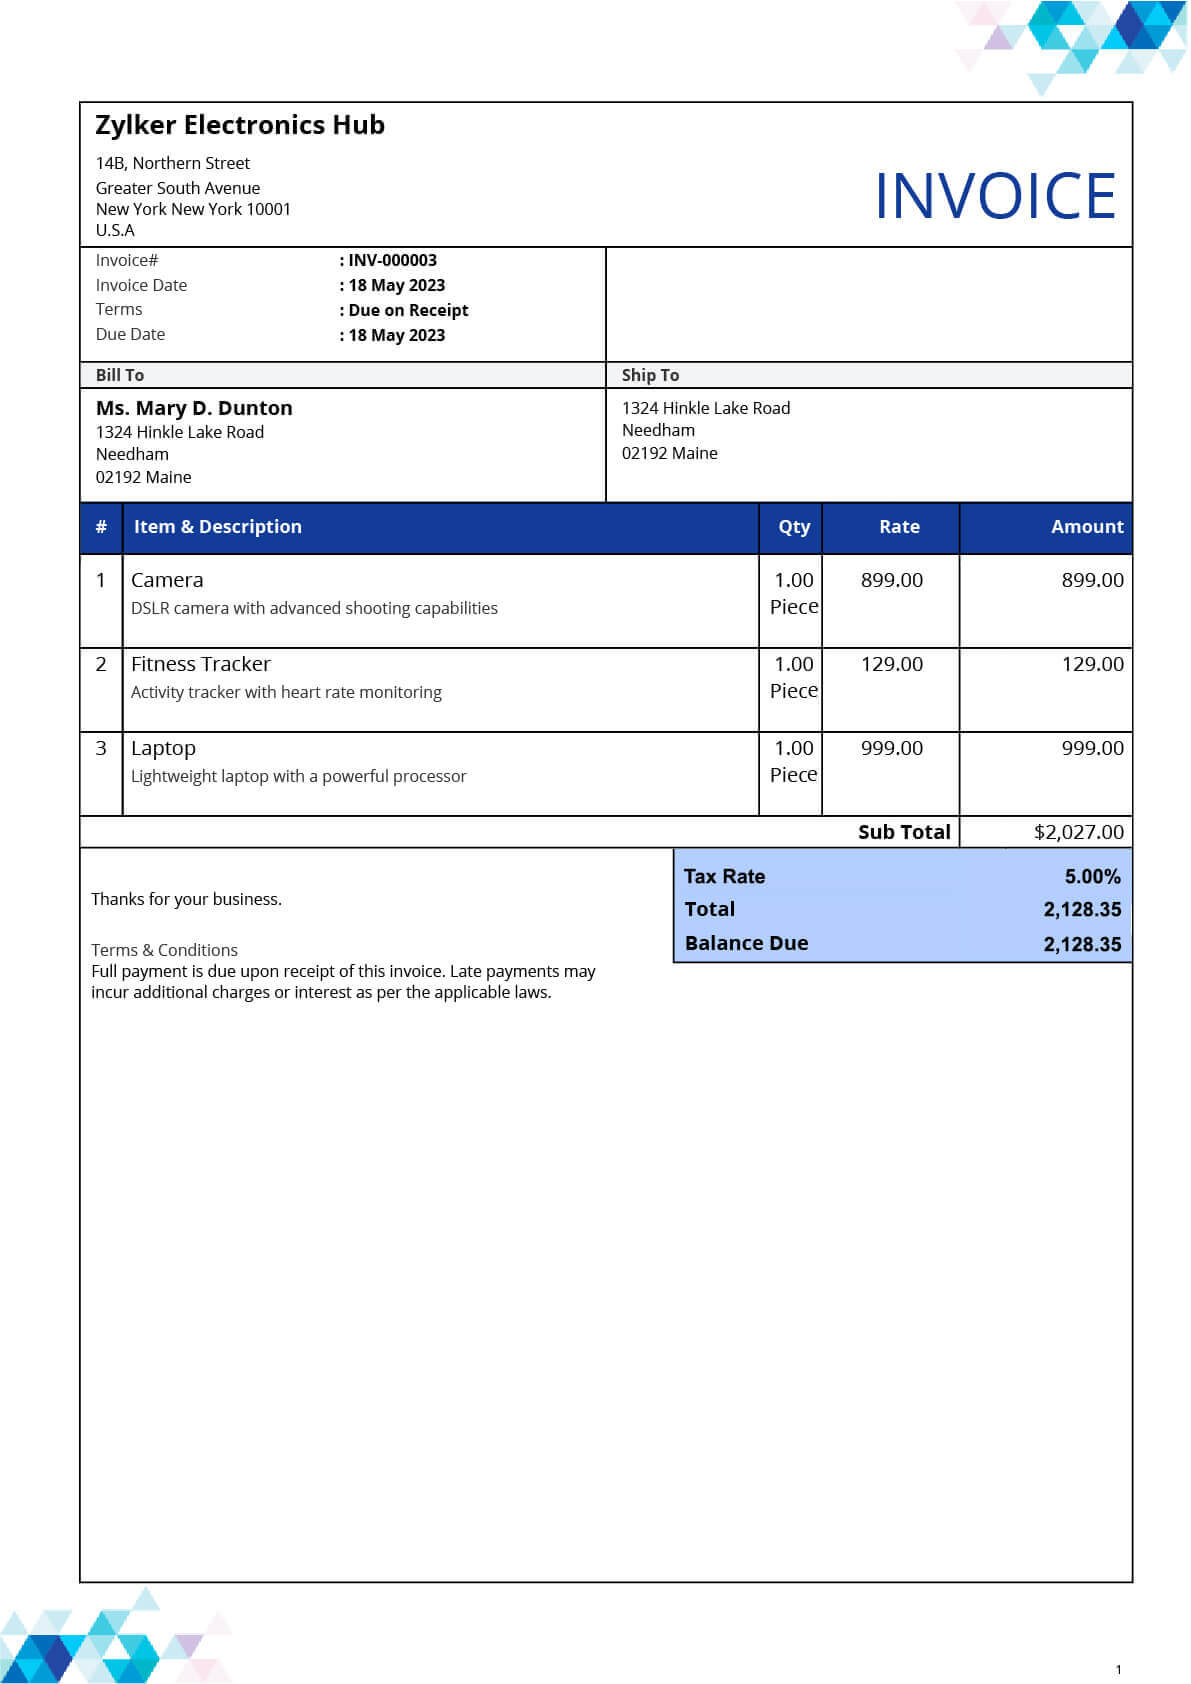 Zylker Electronics Hub
14B, Northern Street
Greater South Avenue
New York New York 10001
U.S.A
INVOICE
Invoice# : INV-000003
Invoice Date : 18 May 2023
Terms : Due on Receipt
Due Date : 18 May 2023
Bill To
Ms. Mary D. Dunton
1324 Hinkle Lake Road
Needham
02192 Maine
Ship To
1324 Hinkle Lake Road
Needham
02192 Maine
# Item & Description Qty Rate Amount
1 Camera 1.00 899.00 899.00
DSLR camera with advanced shooting capabilities Piece
2 Fitness Tracker 1.00 129.00 129.00
Activity tracker with heart rate monitoring Piece
3 Laptop 1.00 999.00 999.00
Lightweight laptop with a powerful processor Piece
Sub Total $2,027.00
Tax Rate 5.00%
Total 2,128.35
Balance Due 2,128.35
Thanks for your business.
Terms & Conditions
Full payment is due upon receipt of this invoice. Late payments may
incur additional charges or interest as per the applicable laws.
1